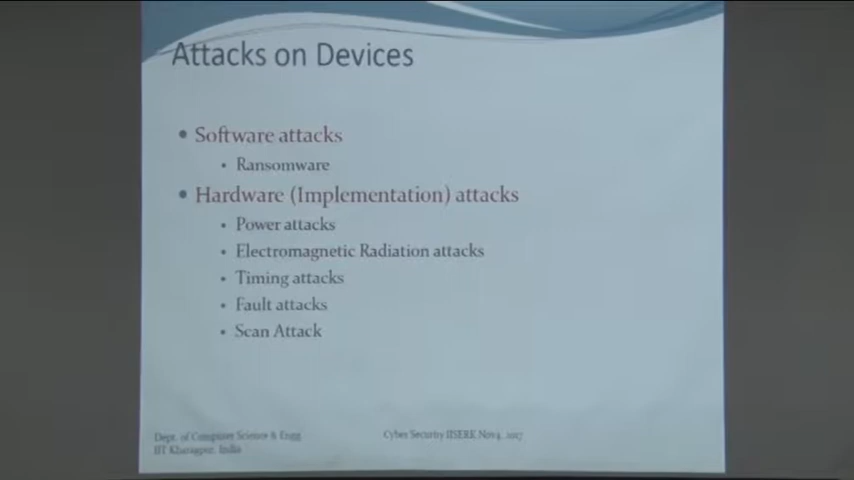 Attacks on Devices
• Software attacks
• Ransomware
• Hardware (Implementation) attacks
• Power attacks
• Electromagnetic Radiation attacks
• Timing attacks
• Fault attacks
• Scan Attack
Dept. of Computer Science & Engg
IIT Kharagpur, India
Cyber Security IISERK Nov4, 2017